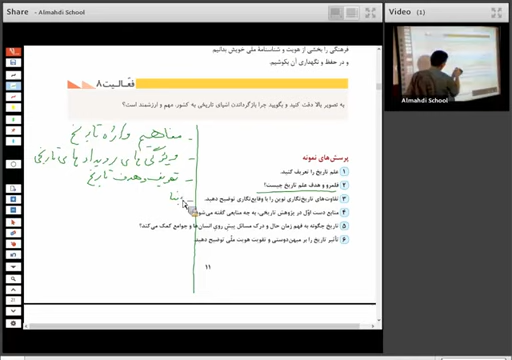 Share - Almahdi School
Video (1)
فرهنگی را بخشی از هویت و شناسنامهٔ ملی خویش بدانیم
و در حفظ و نگهداری آن بکوشیم.
فعّالیت ۸
به تصویر بالا دقت کنید و بگویید چرا بازگرداندن اشیای تاریخی به کشور، مهم و ارزشمند است؟
Almahdi School
- مفاهیم واژه تاریخ
- ویژگی های رویداد های تاریخی
- تعریف و هدف تاریخ
پرسش‌های نمونه
۱ علم تاریخ را تعریف کنید.
۲ قلمرو و هدف علم تاریخ چیست؟
۳ تفاوت‌های تاریخ‌نگاری نوین را با وقایع‌نگاری توضیح دهید.
۴ منابع دست اوّل در پژوهش تاریخی، به چه منابعی گفته می‌شود
۵ تاریخ چگونه به فهم زمان حال و درک مسائل پیش روی انسان‌ها و جوامع کمک می‌کند؟
۶ تأثیر تاریخ را بر میهن‌دوستی و تقویت هویت ملّی توضیح دهید.
۱۱